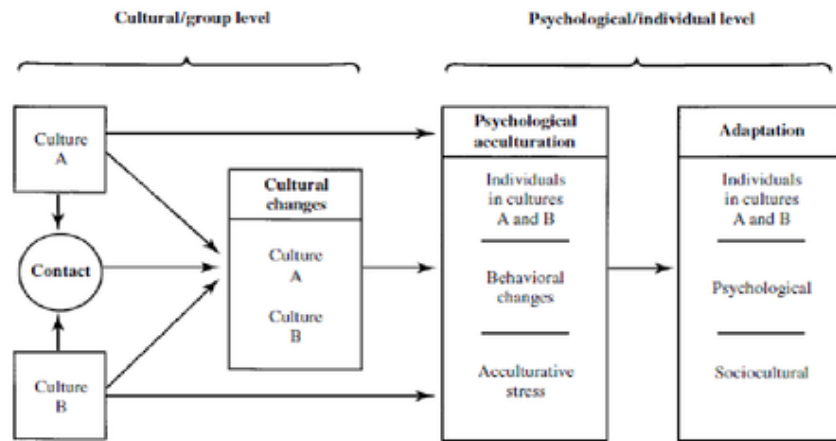 Cultural/group level
Psychological/individual level
Culture
A
Contact
Culture
B
Cultural
changes
Culture
A
Culture
B
Psychological
acculturation
Individuals
in cultures
A and B
Behavioral
changes
Acculturative
stress
Adaptation
Individuals
in cultures
A and B
Psychological
Sociocultural